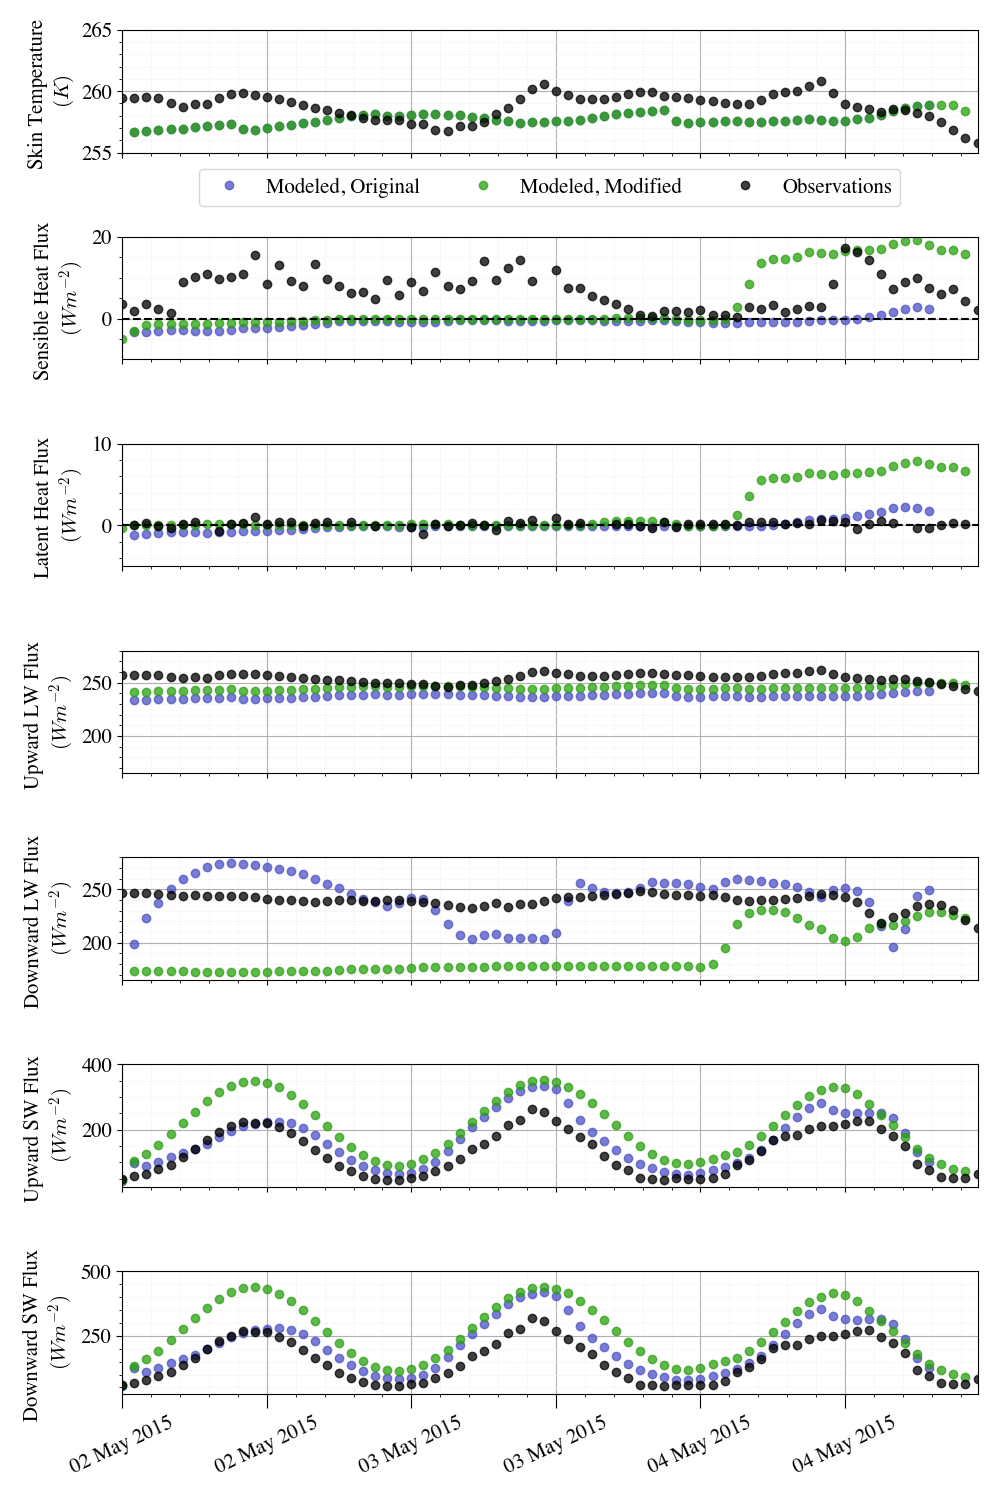 Skin Temperature
(K)
265
260
255
Modeled, Original
Modeled, Modified
Observations
Sensible Heat Flux
(Wm⁻²)
20
0
Latent Heat Flux
(Wm⁻²)
10
0
Upward LW Flux
(Wm⁻²)
250
200
Downward LW Flux
(Wm⁻²)
250
200
Upward SW Flux
(Wm⁻²)
400
200
Downward SW Flux
(Wm⁻²)
500
250
02 May 2015
02 May 2015
03 May 2015
03 May 2015
04 May 2015
04 May 2015